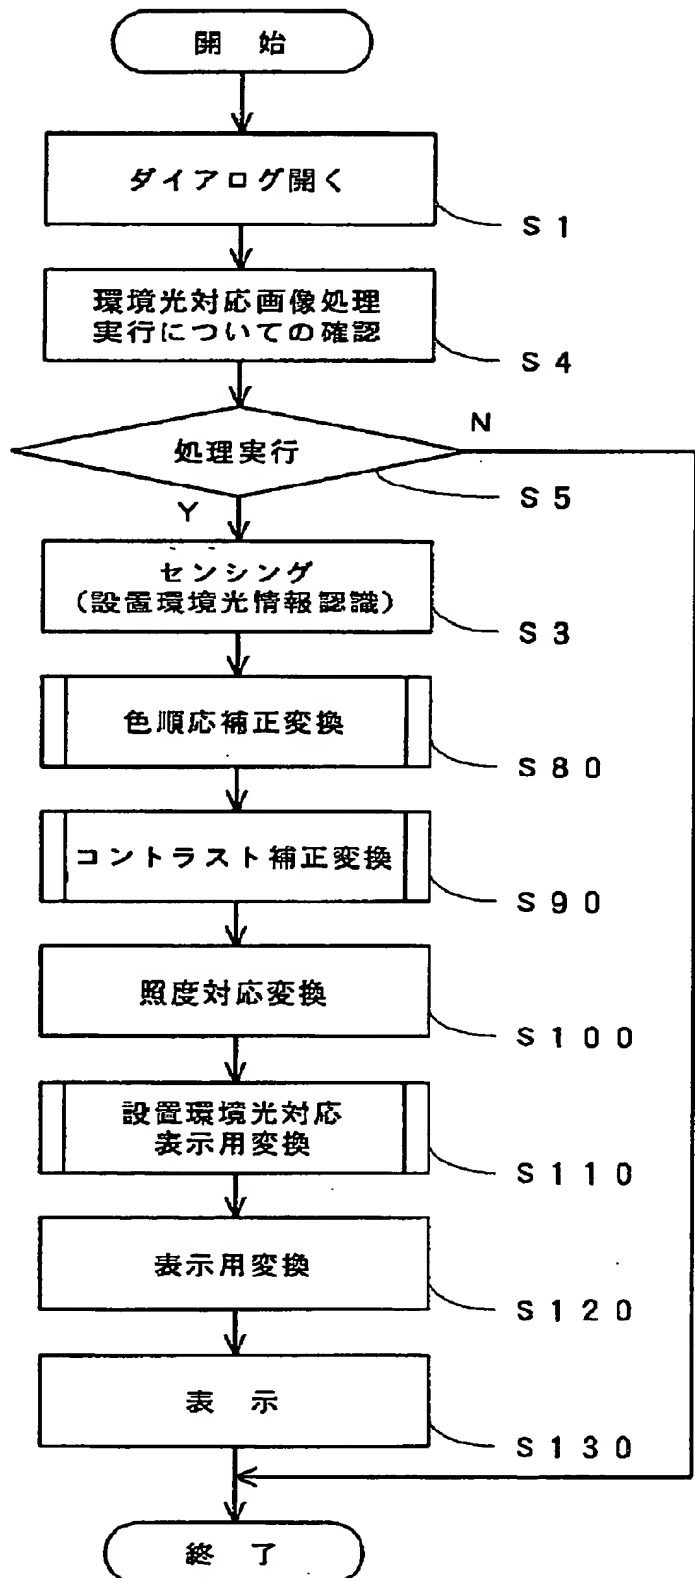 開 始
ダイアログ開く
S1
環境光対応画像処理
実行についての確認
S4
処理実行
N
S5
Y
センシング
(設置環境光情報認識)
S3
色順応補正変換
S80
コントラスト補正変換
S90
照度対応変換
S100
設置環境光対応
表示用変換
S110
表示用変換
S120
表 示
S130
終 了